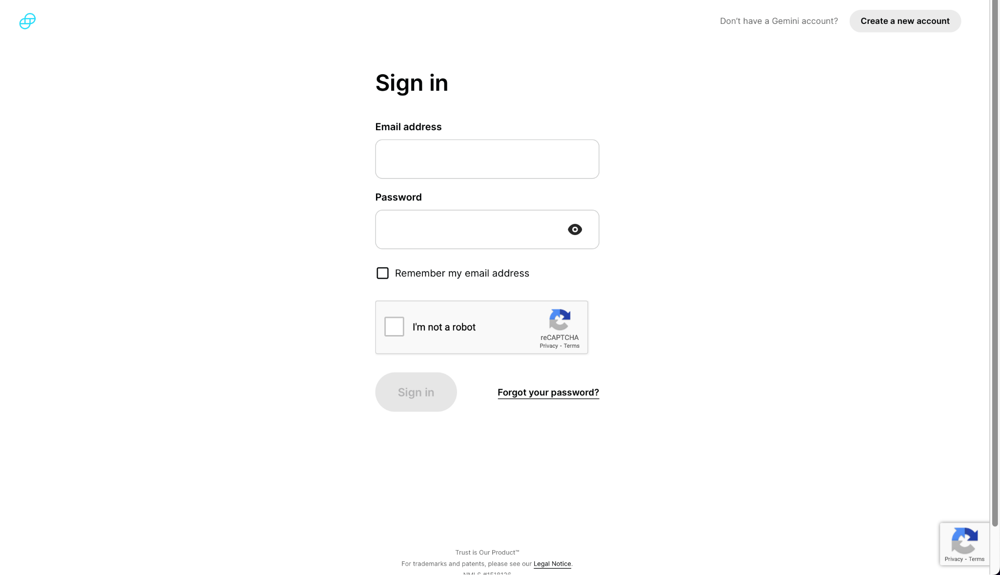 Don't have a Gemini account?
Create a new account
Sign in
Email address
Password
Remember my email address
I'm not a robot
reCAPTCHA
Privacy - Terms
Sign in
Forgot your password?
Trust is Our Product™
For trademarks and patents, please see our Legal Notice.
NMLS #1518126
Privacy - Terms